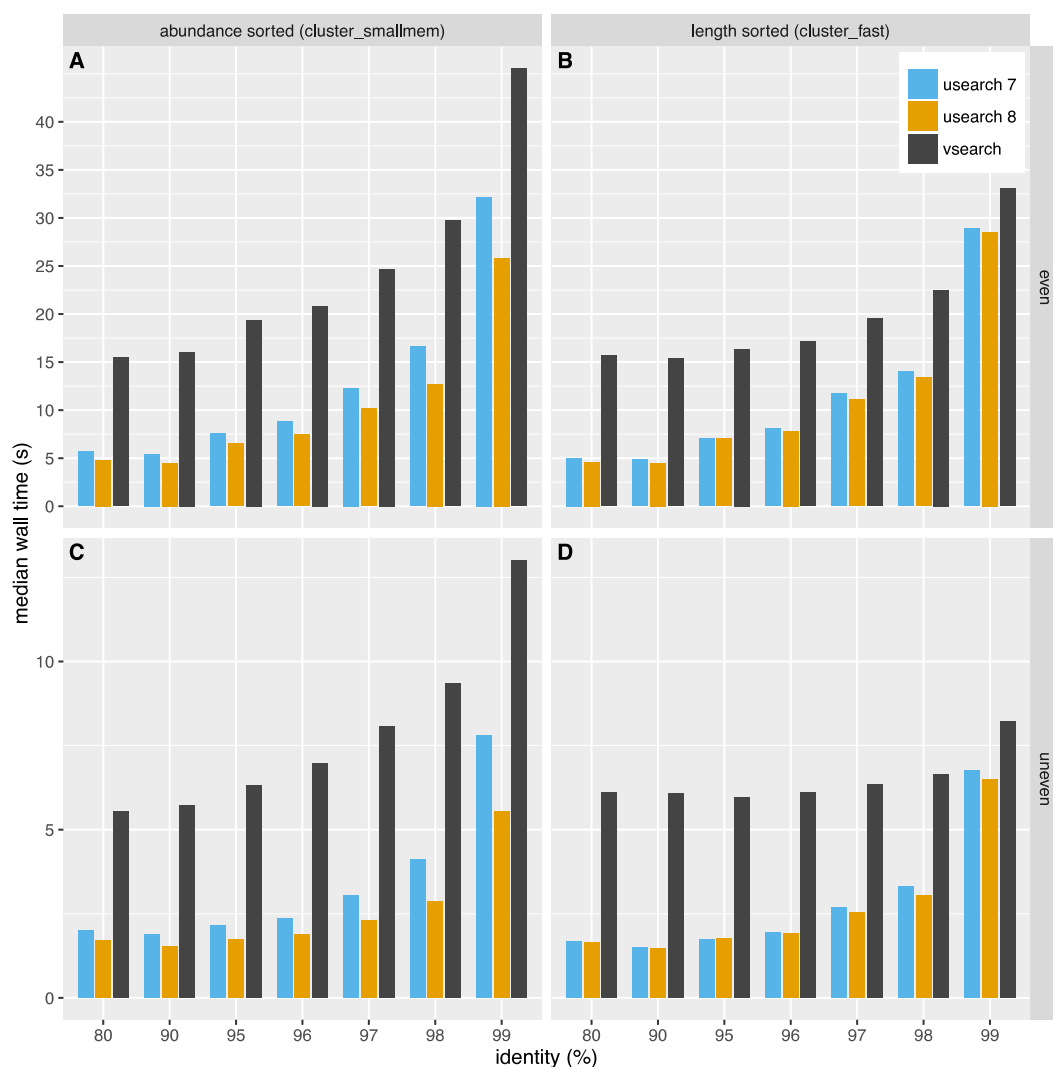 abundance sorted (cluster_smallmem)
length sorted (cluster_fast)
A
B
usearch 7
usearch 8
vsearch
40
35
30
25
20
15
10
5
0
even
C
D
10
5
0
uneven
median wall time (s)
80 90 95 96 97 98 99
80 90 95 96 97 98 99
identity (%)